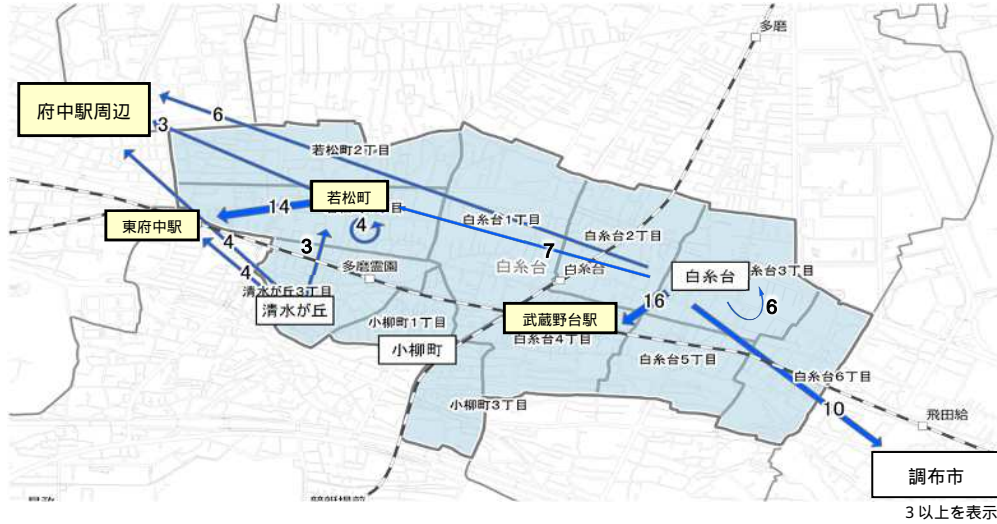 多磨
府中駅周辺
6
3
若松町2丁目
若松町
14
東府中駅
4
白糸台1丁目
白糸台2丁目
7
3
4
4
多磨霊園
白糸台
白糸台
白糸台
糸台3丁目
6
清水が丘3丁目
清水が丘
16
小柳町1丁目
武蔵野台駅
白糸台4丁目
小柳町
白糸台5丁目
白糸台6丁目
10
小柳町3丁目
飛田給
調布市
3以上を表示